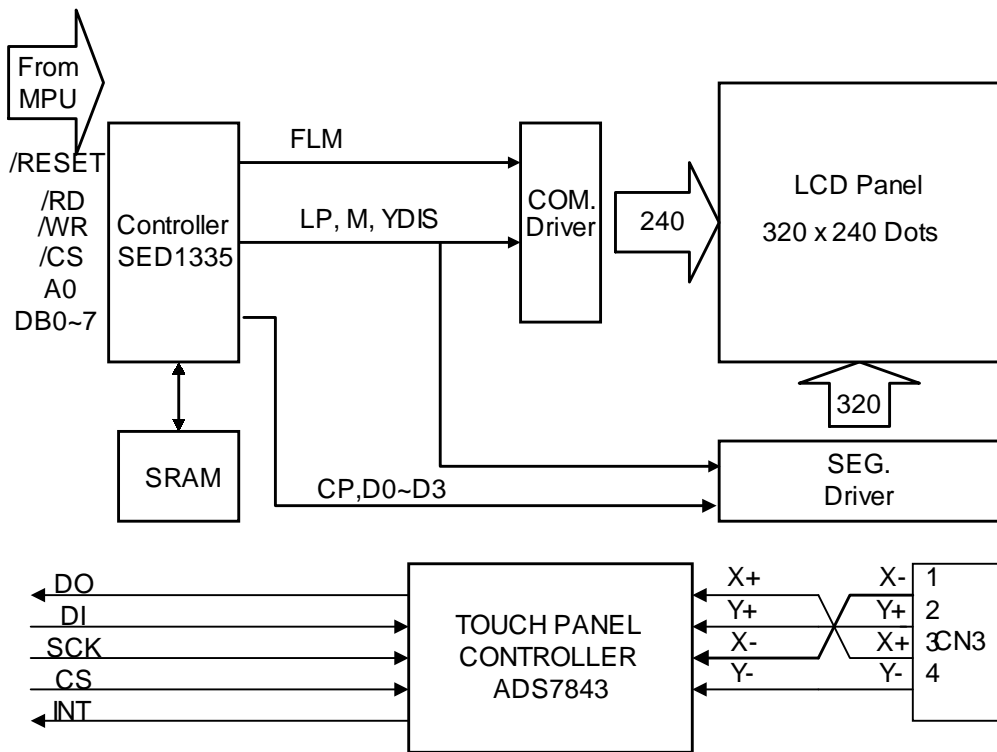 From
MPU
/RESET
/RD
/WR
/CS
A0
DB0~7
Controller
SED1335
SRAM
FLM
LP, M, YDIS
CP,D0~D3
COM.
Driver
240
LCD Panel
320 x 240 Dots
320
SEG.
Driver
DO
DI
SCK
CS
INT
TOUCH PANEL
CONTROLLER
ADS7843
X+
Y+
X-
Y-
X-
Y+
X+
Y-
1
2
3
4
CN3